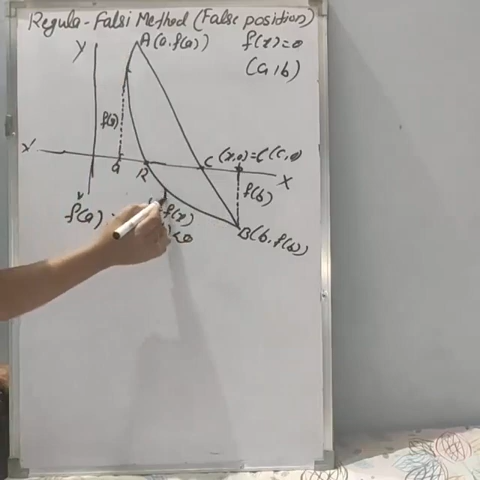 Regula-Falsi Method (False position)
Y A(a,f(a)) f(x)=0
(a,b)
f(a)
X' a R C (x,0)=C(C,0) X
f(b)
f(a) . f(x)
<0 B(b,f(b))